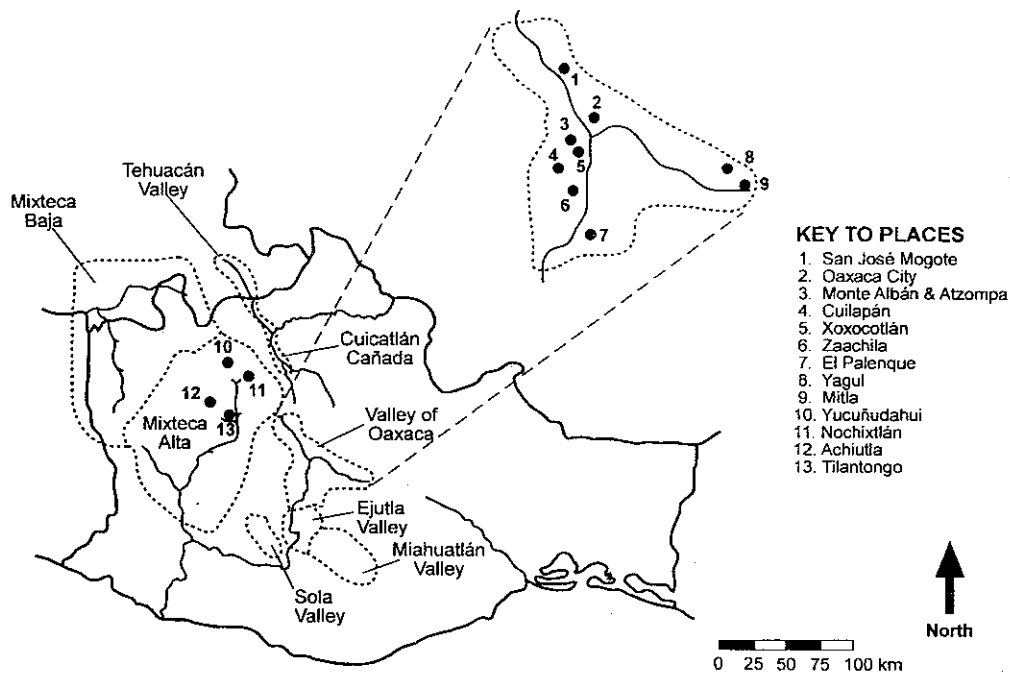 1
2
3
4
5
6
7
8
9
Tehuacán
Valley
Mixteca
Baja
Cuicatlán
Cañada
10
11
12
13
Mixteca
Alta
Valley of
Oaxaca
Ejutla
Valley
Miahuatlán
Valley
Sola
Valley
KEY TO PLACES
1. San José Mogote
2. Oaxaca City
3. Monte Albán & Atzompa
4. Cuilapán
5. Xoxocotlán
6. Zaachila
7. El Palenque
8. Yagul
9. Mitla
10. Yucuñudahui
11. Nochixtlán
12. Achiutla
13. Tilantongo
North
0 25 50 75 100 km